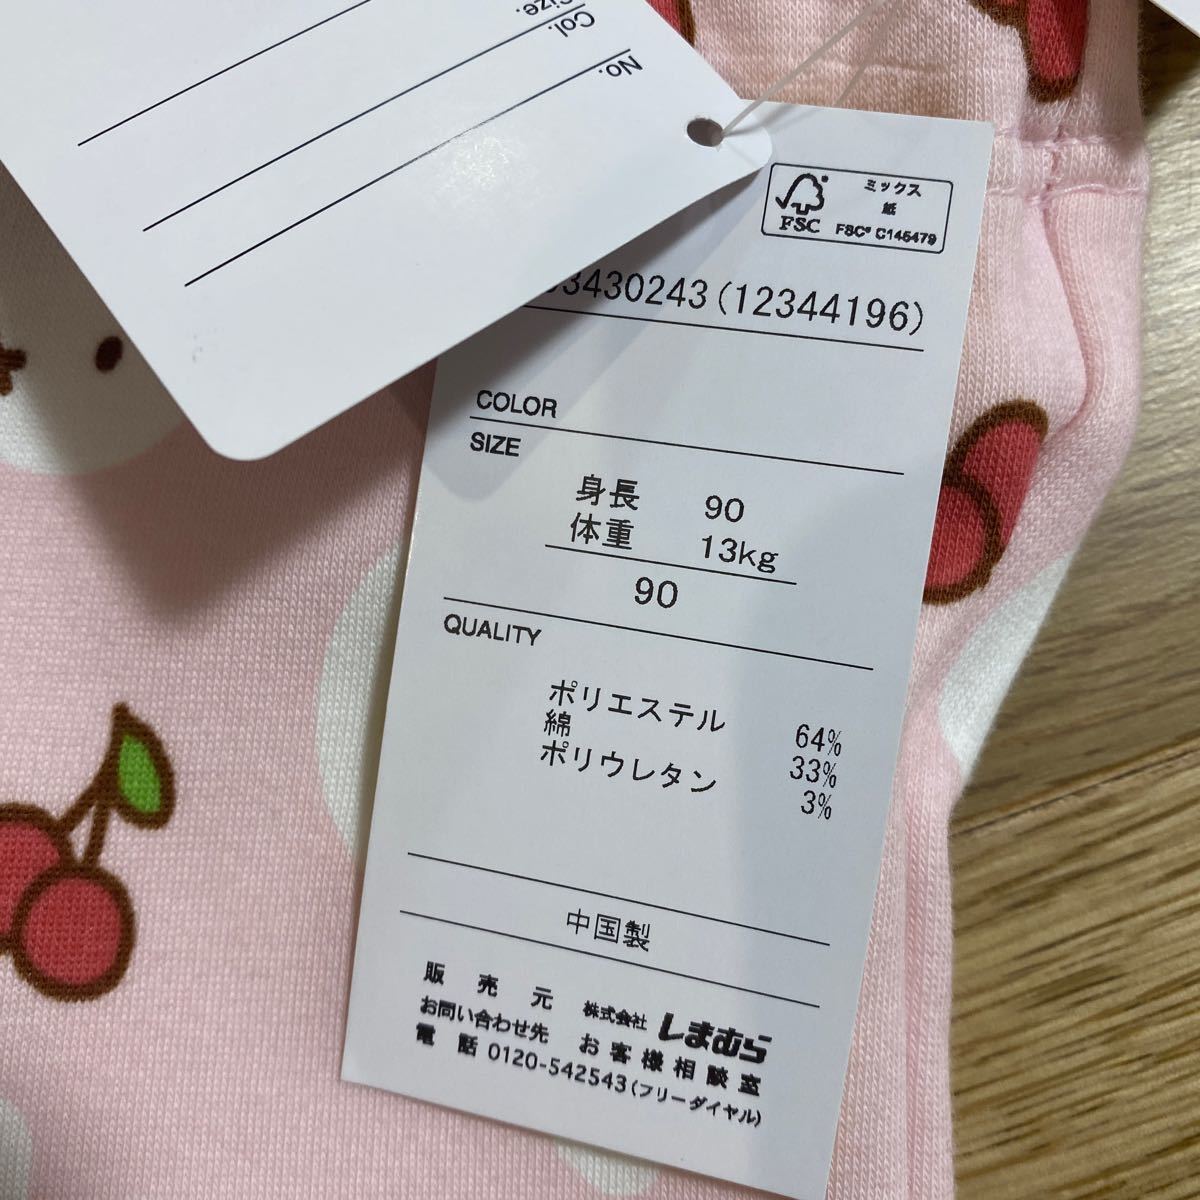 Size.
Col.
No.
ミックス
紙
FSC
FSC® C145479
3430243(12344196)
COLOR
SIZE
身長 90
体重 13kg
90
QUALITY
ポリエステル 64%
綿 33%
ポリウレタン 3%
中国製
販売元 株式会社 しまむら
お問い合わせ先 お客様相談室
電話 0120-542543(フリーダイヤル)